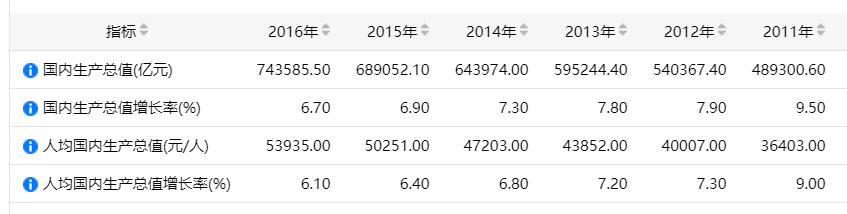 指标 2016年 2015年 2014年 2013年 2012年 2011年
国内生产总值(亿元) 743585.50 689052.10 643974.00 595244.40 540367.40 489300.60
国内生产总值增长率(%) 6.70 6.90 7.30 7.80 7.90 9.50
人均国内生产总值(元/人) 53935.00 50251.00 47203.00 43852.00 40007.00 36403.00
人均国内生产总值增长率(%) 6.10 6.40 6.80 7.20 7.30 9.00